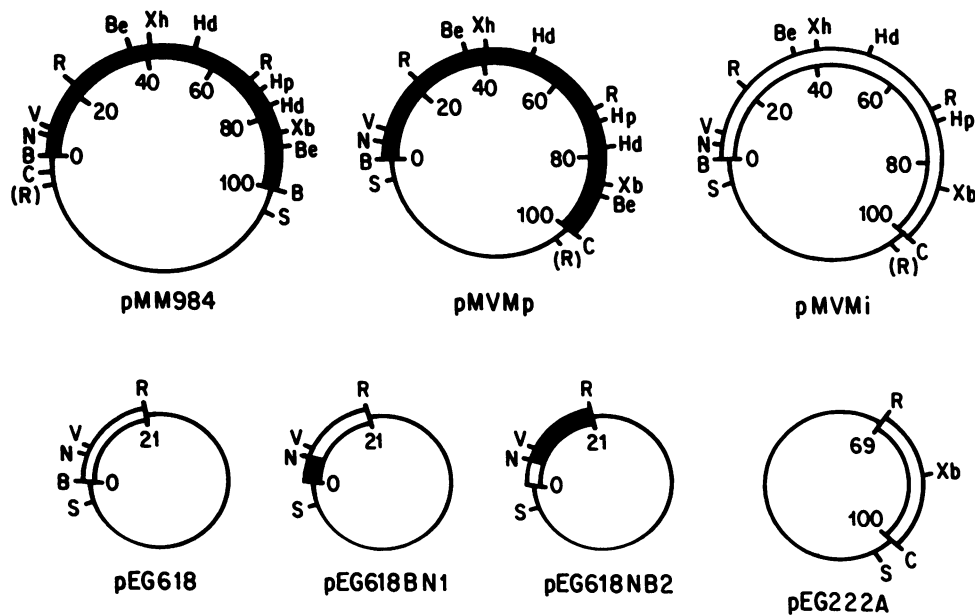 Be Xh Hd
R R
Hp
V Hd
N Xb
B Be
C B
(R) S
0 20 40 60 80 100
pMM984
Be Xh Hd
R R
Hp
V Hd
N
B Xb
S Be
C
(R)
0 20 40 60 80 100
pMVMp
Be Xh Hd
R R
Hp
V
N
B Xb
S C
(R)
0 20 40 60 80 100
pMVMi
R
V
N
B
S
0 21
pEG618
R
V
N
S
0 21
pEG618BN1
R
V
N
S
0 21
pEG618NB2
R
69
Xb
100
C
S
pEG222A